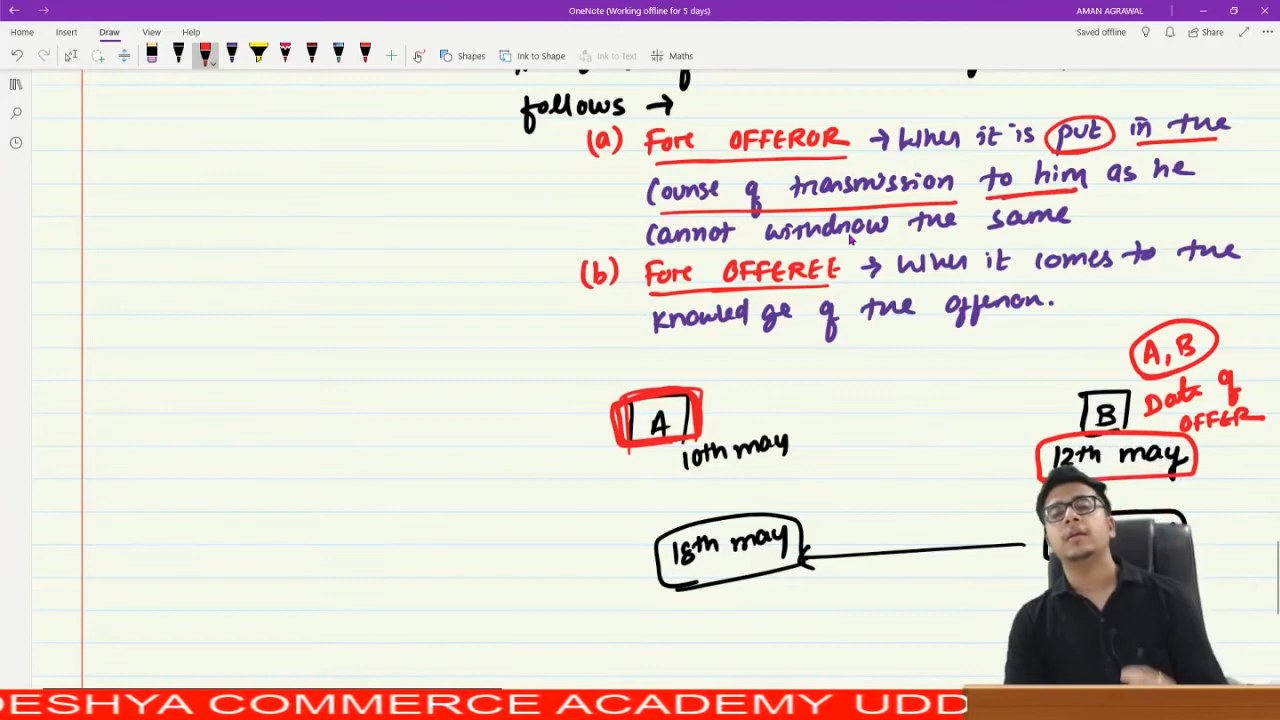 OneNote (Working offline for 5 days)
AMAN AGRAWAL
Home Insert Draw View Help
Saved offline
Share
Shapes
Ink to Shape
Ink to Text
Maths
follows →
(a) Fore OFFEROR → When it is put in the
Course of transmission to him as he
Cannot withdraw the same
(b) Fore OFFEREE → When it comes to the
Knowledge of the offeror.
A, B
A
B
Date of
OFFER
10th may
12th may
18th may
DESHYA COMMERCE ACADEMY UDD